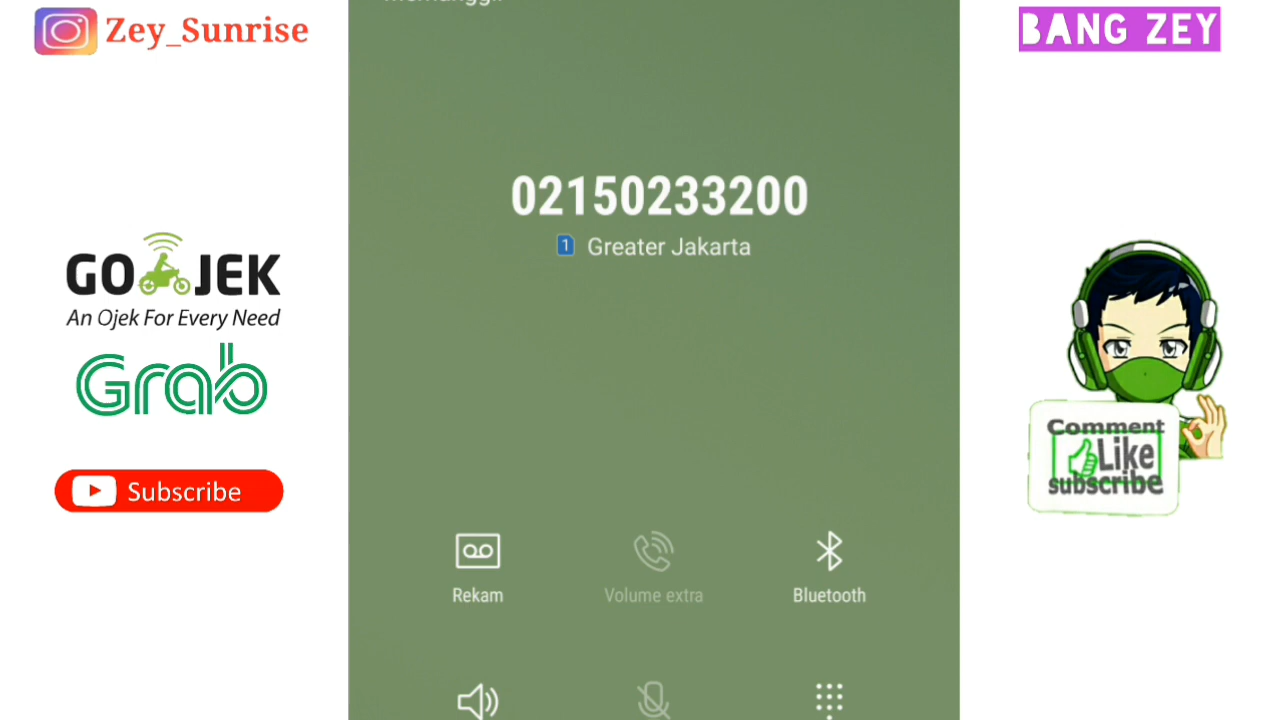 Zey_Sunrise
BANG ZEY
02150233200
1 Greater Jakarta
GO JEK
An Ojek For Every Need
Grab
Comment
Like
subscribe
Subscribe
Rekam
Volume extra
Bluetooth